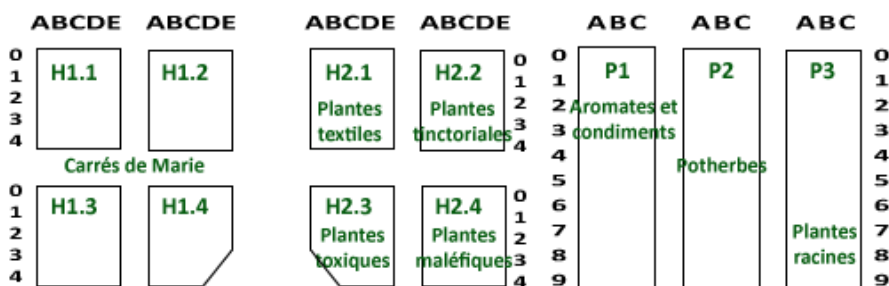 ABCDE ABCDE ABCDE ABCDE ABC ABC ABC
0 H1.1 H1.2 H2.1 H2.2 0 0 P1 P2 P3 0
1 1 1 1
2 Plantes Plantes 2 2 Aromates et 2
3 textiles tinctoriales 3 3 condiments 3
4 4 4 4
Carrés de Marie Potherbes
5 5
0 H1.3 H1.4 H2.3 H2.4 0 6 6
1 1
2 Plantes Plantes 2 7 Plantes 7
3 toxiques maléfiques 3 8 racines 8
4 4 9 9